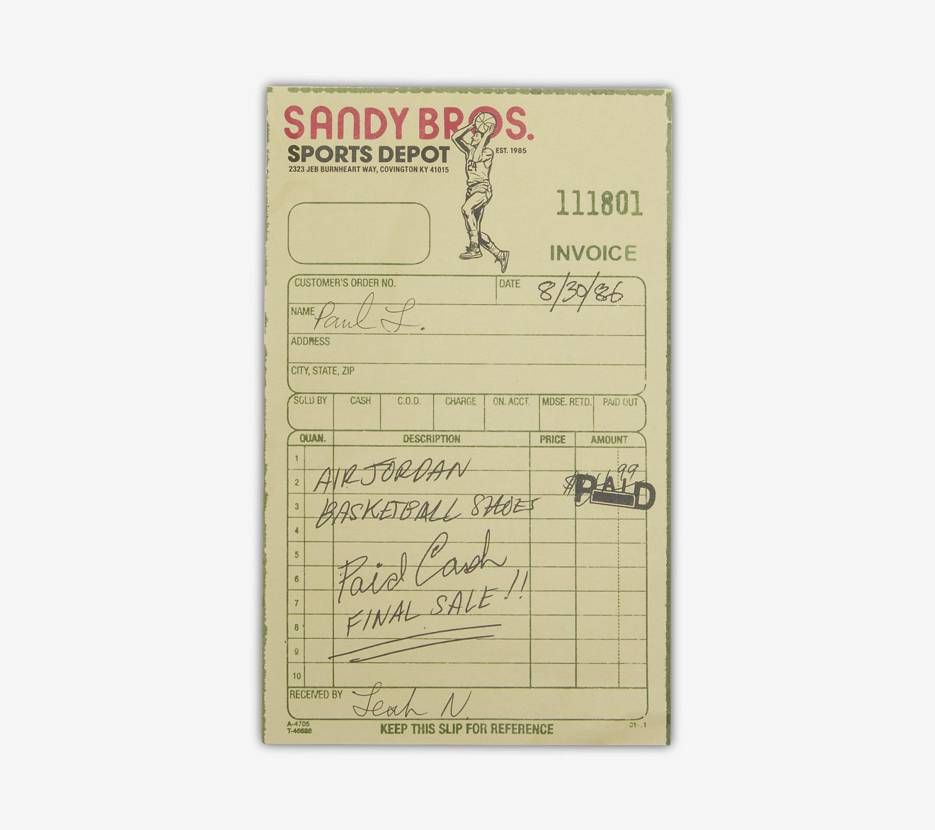 SANDY BROS.
SPORTS DEPOT
EST. 1985
2323 JEB BURNHEART WAY, COVINGTON KY 41015
24
111801
INVOICE
CUSTOMER'S ORDER NO. DATE 8/30/86
NAME Paul L.
ADDRESS
CITY, STATE, ZIP
SOLD BY CASH C.O.D. CHARGE ON. ACCT. MDSE. RETD. PAID OUT
QUAN. DESCRIPTION PRICE AMOUNT
1
2 AIR JORDAN 99
3 BASKETBALL SHOES PAID
4
5
6 Paid Cash
7 FINAL SALE!!
8
9
10
RECEIVED BY Leah N.
A-4705
T-46820
KEEP THIS SLIP FOR REFERENCE